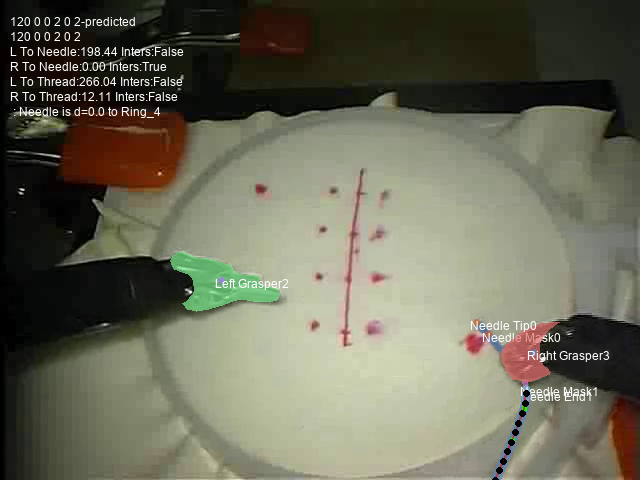 120 0 0 2 0 2-predicted
120 0 0 2 0 2
L To Needle:198.44 Inters:False
R To Needle:0.00 Inters:True
L To Thread:266.04 Inters:False
R To Thread:12.11 Inters:False
: Needle is d=0.0 to Ring_4
Left Grasper2
Needle Tip0
Needle Mask0
Right Grasper3
Needle Mask1
Needle End1